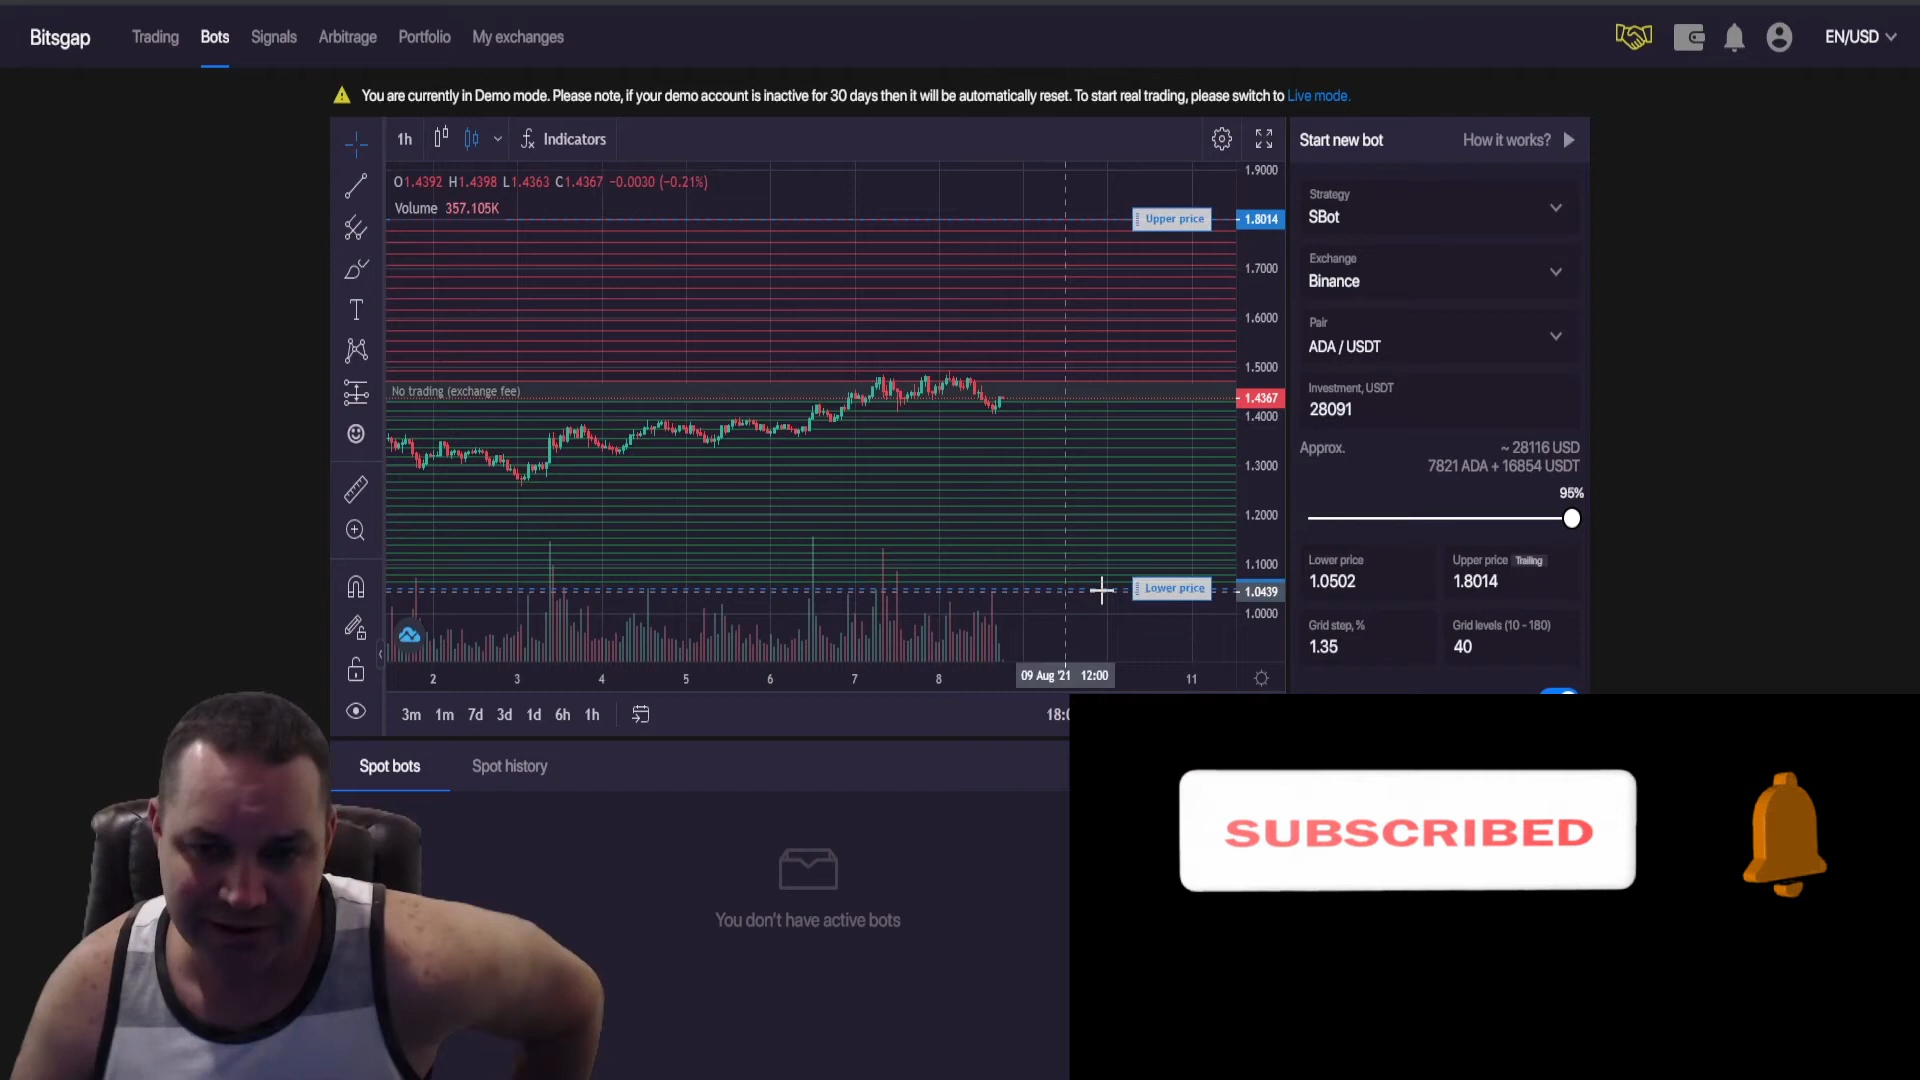 Bitsgap Trading Bots Signals Arbitrage Portfolio My exchanges EN/USD
You are currently in Demo mode. Please note, if your demo account is inactive for 30 days then it will be automatically reset. To start real trading, please switch to Live mode.
1h Indicators
O1.4392 H1.4398 L1.4363 C1.4367 −0.0030 (−0.21%)
Volume 357.105K
Upper price
No trading (exchange fee)
Lower price
1.9000
1.8014
1.7000
1.6000
1.5000
1.4367
1.4000
1.3000
1.2000
1.1000
1.0439
1.0000
2 3 4 5 6 7 8 09 Aug '21 12:00 11
3m 1m 7d 3d 1d 6h 1h
Start new bot How it works?
Strategy
SBot
Exchange
Binance
Pair
ADA / USDT
Investment, USDT
28091
Approx. ~ 28116 USD
7821 ADA + 16854 USDT
95%
Lower price Upper price Trailing
1.0502 1.8014
Grid step, % Grid levels (10 - 180)
1.35 40
Spot bots Spot history
You don't have active bots
SUBSCRIBED